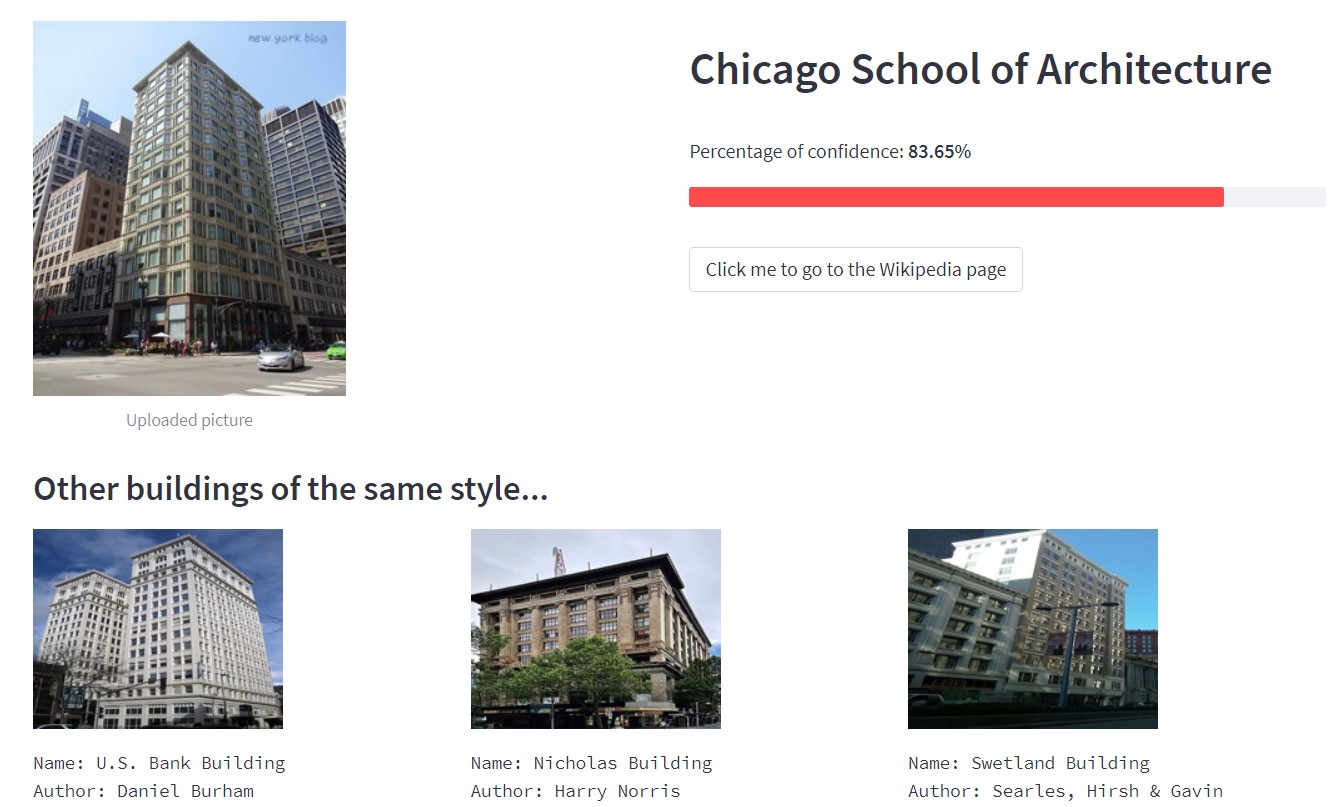 new york blog
Chicago School of Architecture
Percentage of confidence: 83.65%
Click me to go to the Wikipedia page
Uploaded picture
Other buildings of the same style...
Name: U.S. Bank Building
Author: Daniel Burham
Name: Nicholas Building
Author: Harry Norris
Name: Swetland Building
Author: Searles, Hirsh & Gavin